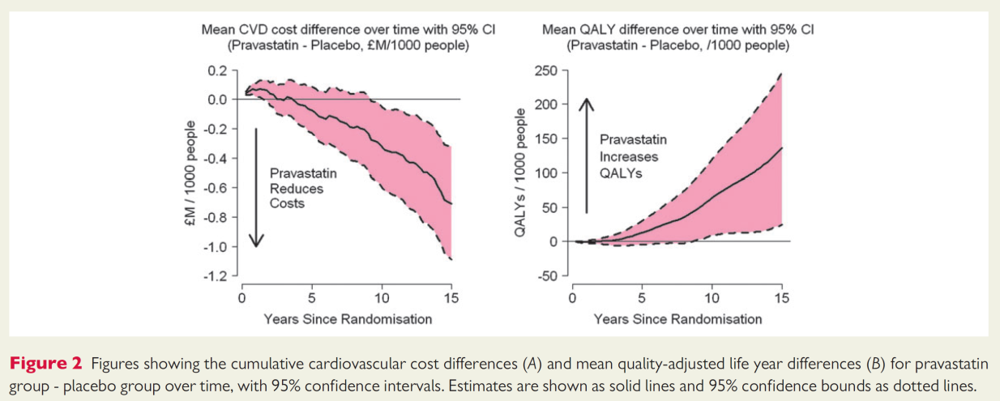 Mean CVD cost difference over time with 95% CI
(Pravastatin - Placebo, £M/1000 people)
0.2
0.0
-0.2
-0.4
-0.6
-0.8
-1.0
-1.2
£M / 1000 people
Pravastatin
Reduces
Costs
0 5 10 15
Years Since Randomisation
Mean QALY difference over time with 95% CI
(Pravastatin - Placebo, /1000 people)
250
200
150
100
50
0
-50
QALYs / 1000 people
Pravastatin
Increases
QALYs
0 5 10 15
Years Since Randomisation
Figure 2 Figures showing the cumulative cardiovascular cost differences (A) and mean quality-adjusted life year differences (B) for pravastatin
group - placebo group over time, with 95% confidence intervals. Estimates are shown as solid lines and 95% confidence bounds as dotted lines.